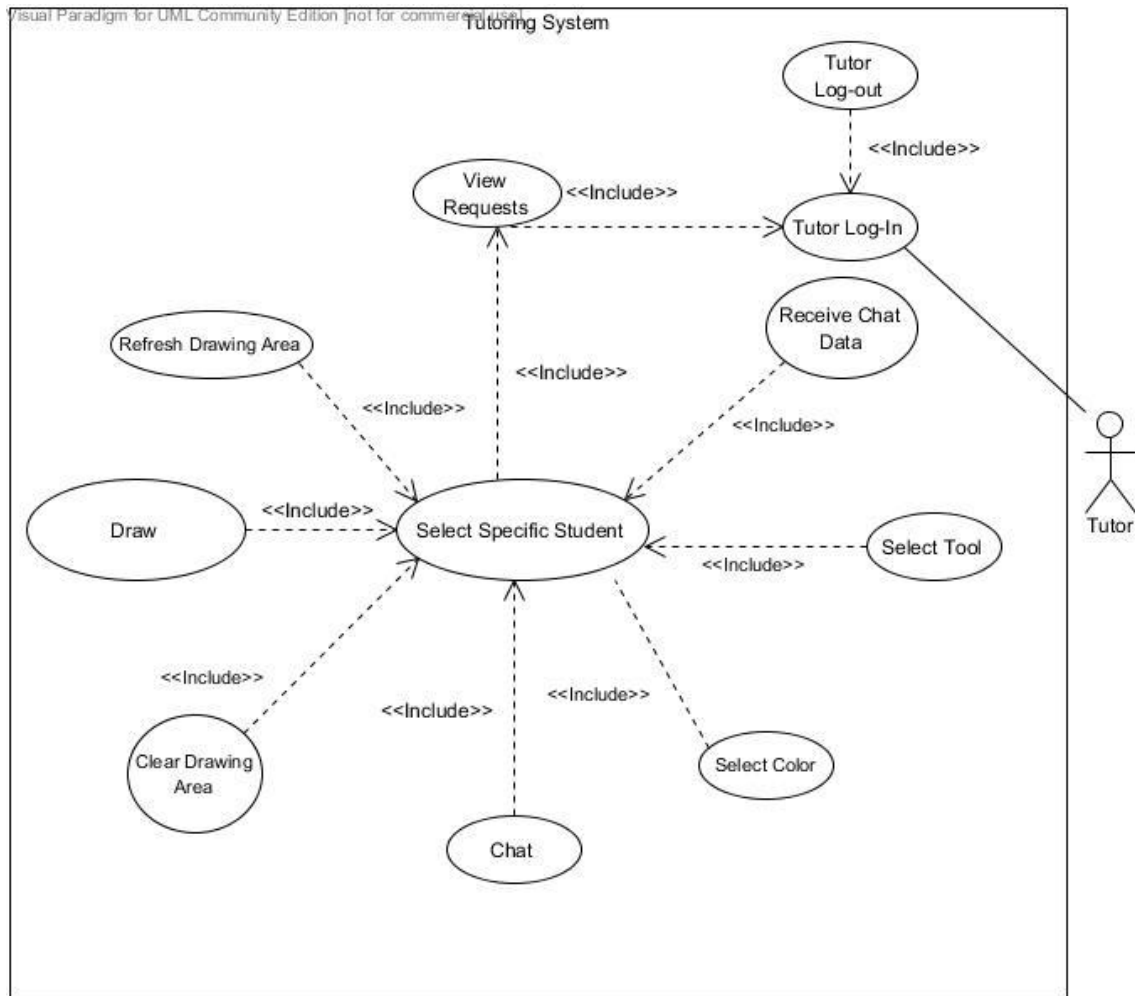 Visual Paradigm for UML Community Edition [not for commercial use]
Tutoring System
Tutor
Log-out
<<Include>>
View
Requests
<<Include>>
Tutor Log-In
Receive Chat
Data
Refresh Drawing Area
<<Include>>
<<Include>>
<<Include>>
Tutor
Draw
<<Include>>
Select Specific Student
Select Tool
<<Include>>
<<Include>>
<<Include>>
<<Include>>
Clear Drawing
Area
Select Color
Chat